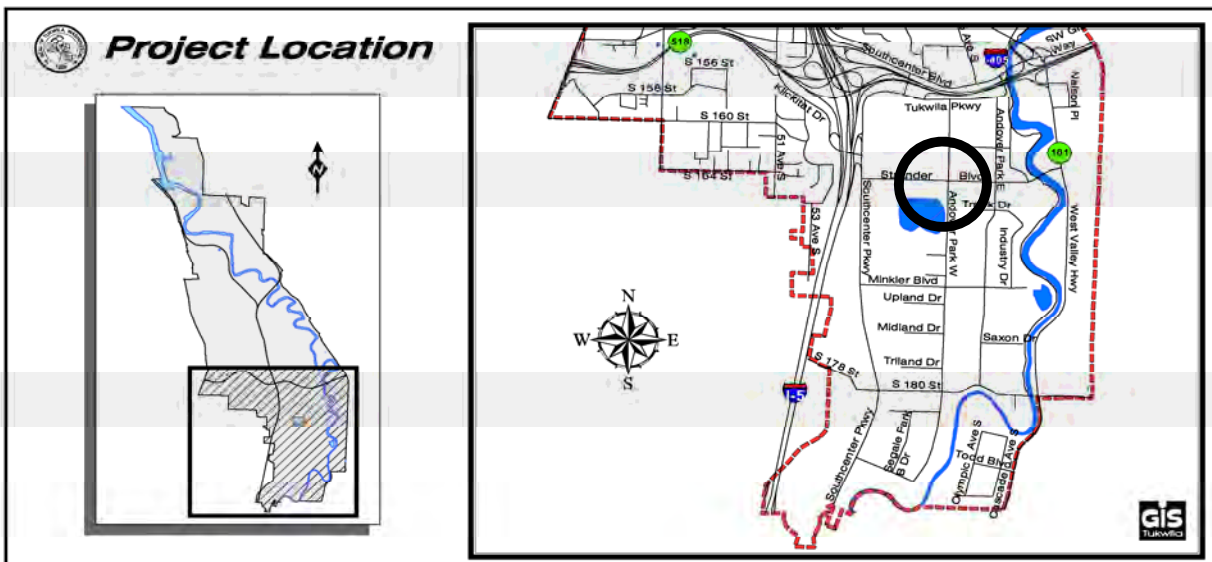 Project Location
N
518
S 156 St
S 158 St
Klickitat Dr
S 160 St
51 Ave S
S 164 St
53 Ave S
Southcenter Blvd
Ave S
I-405
SW Gr
Way
Nelson Pl
Tukwila Pkwy
Andover Park E
101
Strander Blvd
Southcenter Pkwy
Andover Park W
Dr
Industry Dr
West Valley Hwy
Minkler Blvd
Upland Dr
Midland Dr
Saxon Dr
Triland Dr
S 178 St
S 180 St
N
W
E
S
I-5
Southcenter Pkwy
Segale Park
B Dr
Olympic Ave S
Todd Blvd
Cascade Ave S
GIS
Tukwila